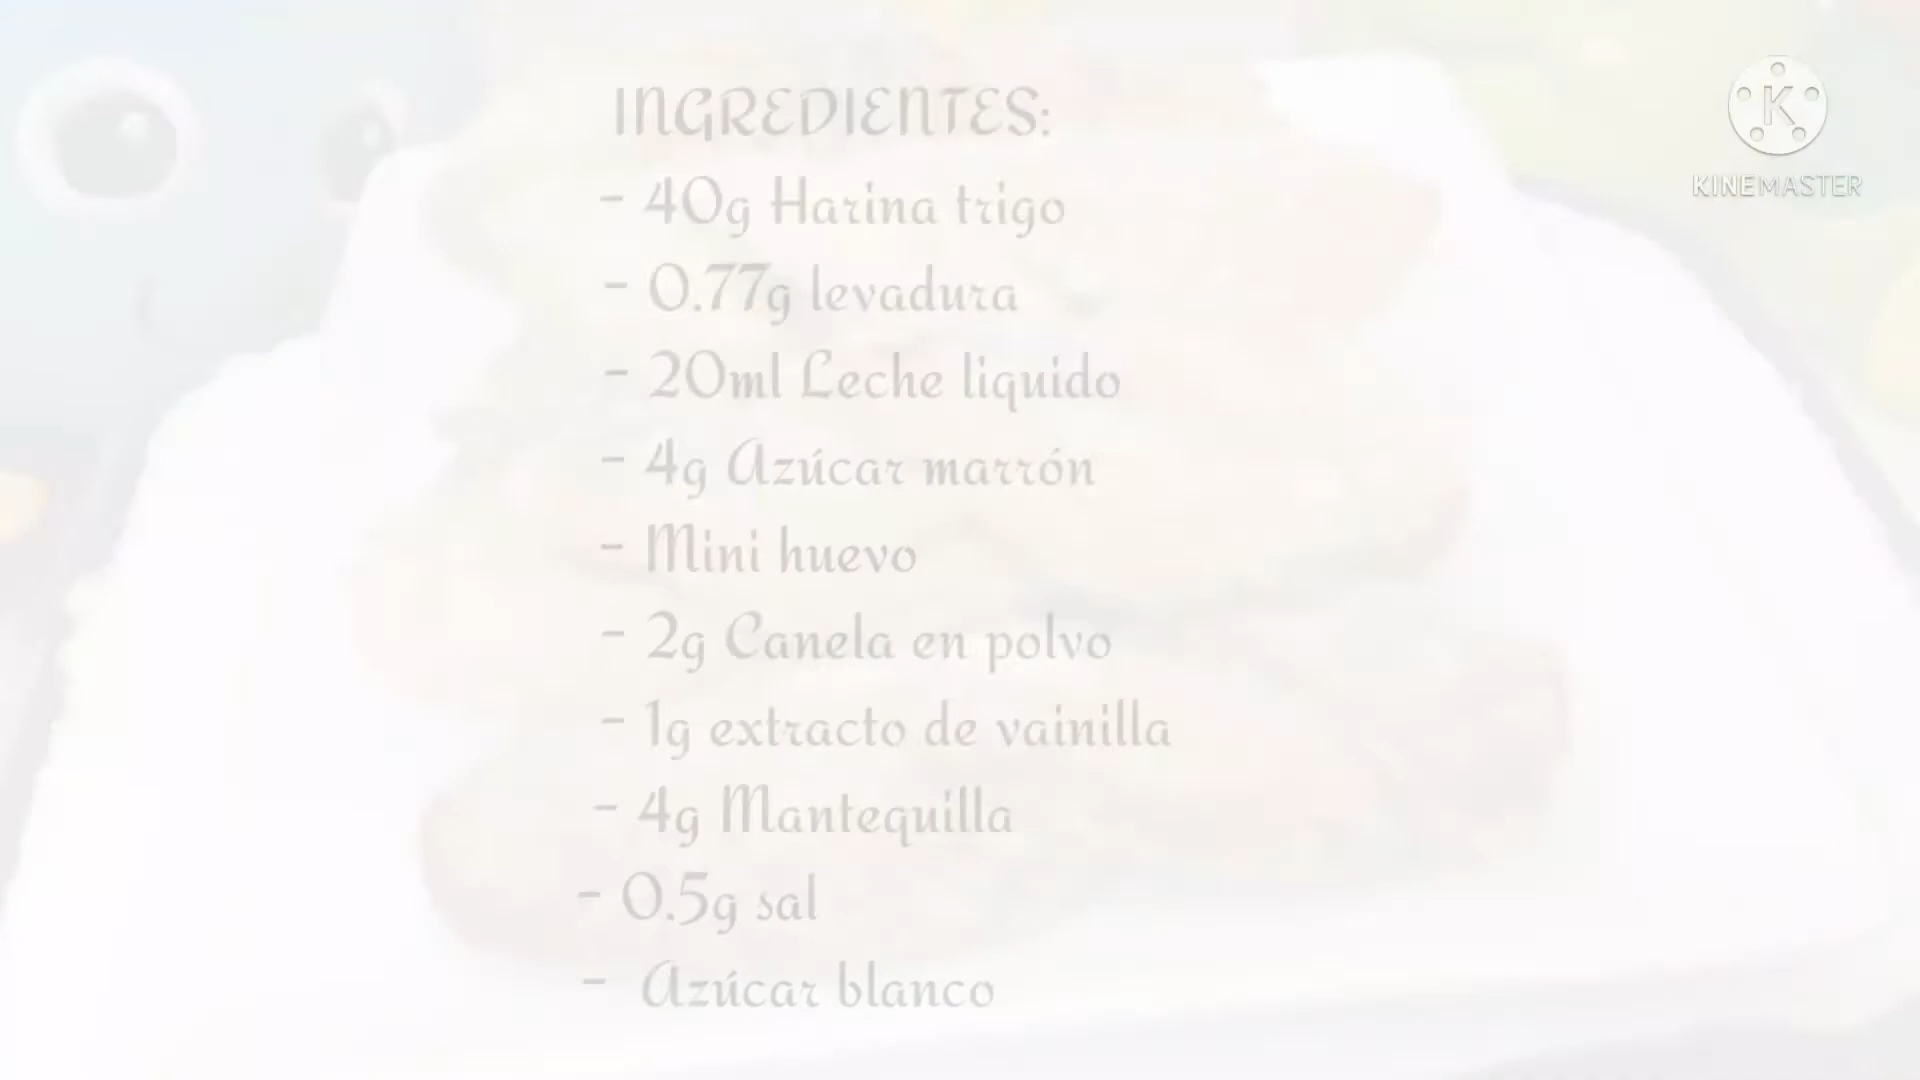 INGREDIENTES:
- 40g Harina trigo
- 0.77g levadura
- 20ml Leche liquido
- 4g Azúcar marrón
- Mini huevo
- 2g Canela en polvo
- 1g extracto de vainilla
- 4g Mantequilla
- 0.5g sal
- Azúcar blanco
K
KINEMASTER